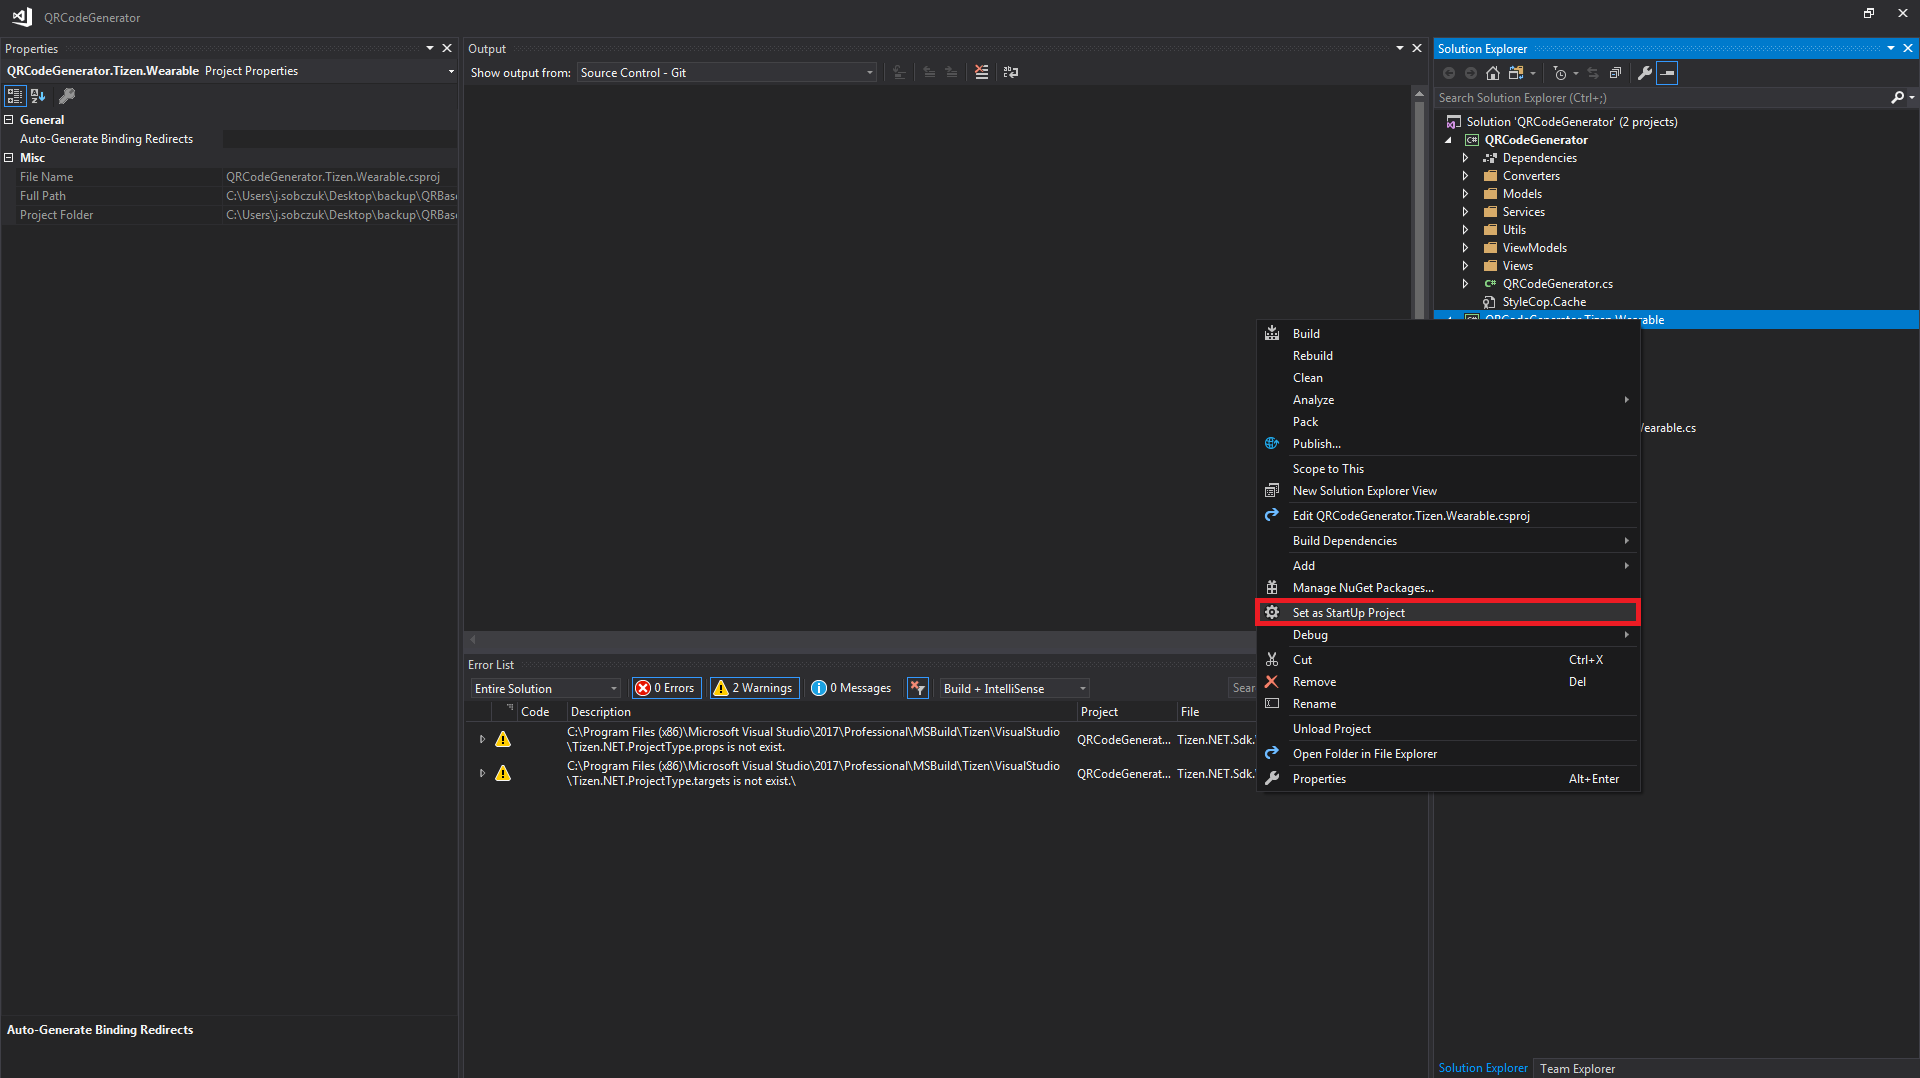 QRCodeGenerator
Properties
QRCodeGenerator.Tizen.Wearable Project Properties
General
Auto-Generate Binding Redirects
Misc
File Name QRCodeGenerator.Tizen.Wearable.csproj
Full Path C:\Users\j.sobczuk\Desktop\backup\QRBase
Project Folder C:\Users\j.sobczuk\Desktop\backup\QRBase
Auto-Generate Binding Redirects
Output
Show output from: Source Control - Git
Error List
Entire Solution 0 Errors 2 Warnings 0 Messages Build + IntelliSense Sear
Code Description Project File
C:\Program Files (x86)\Microsoft Visual Studio\2017\Professional\MSBuild\Tizen\VisualStudio
\Tizen.NET.ProjectType.props is not exist.
QRCodeGenerat... Tizen.NET.Sdk.
C:\Program Files (x86)\Microsoft Visual Studio\2017\Professional\MSBuild\Tizen\VisualStudio
\Tizen.NET.ProjectType.targets is not exist.\
QRCodeGenerat... Tizen.NET.Sdk.
Solution Explorer
Search Solution Explorer (Ctrl+;)
Solution 'QRCodeGenerator' (2 projects)
C# QRCodeGenerator
Dependencies
Converters
Models
Services
Utils
ViewModels
Views
C# QRCodeGenerator.cs
StyleCop.Cache
QRCodeGenerator.Tizen.Wearable
Wearable.cs
Build
Rebuild
Clean
Analyze
Pack
Publish...
Scope to This
New Solution Explorer View
Edit QRCodeGenerator.Tizen.Wearable.csproj
Build Dependencies
Add
Manage NuGet Packages...
Set as StartUp Project
Debug
Cut Ctrl+X
Remove Del
Rename
Unload Project
Open Folder in File Explorer
Properties Alt+Enter
Solution Explorer Team Explorer